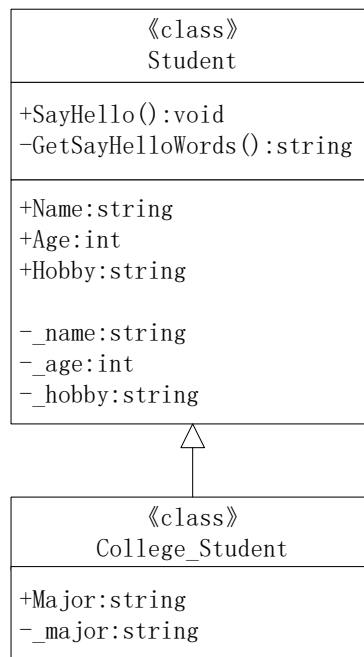 《class》
Student
+SayHello():void
-GetSayHelloWords():string
+Name:string
+Age:int
+Hobby:string
-_name:string
-_age:int
-_hobby:string
《class》
College_Student
+Major:string
-_major:string